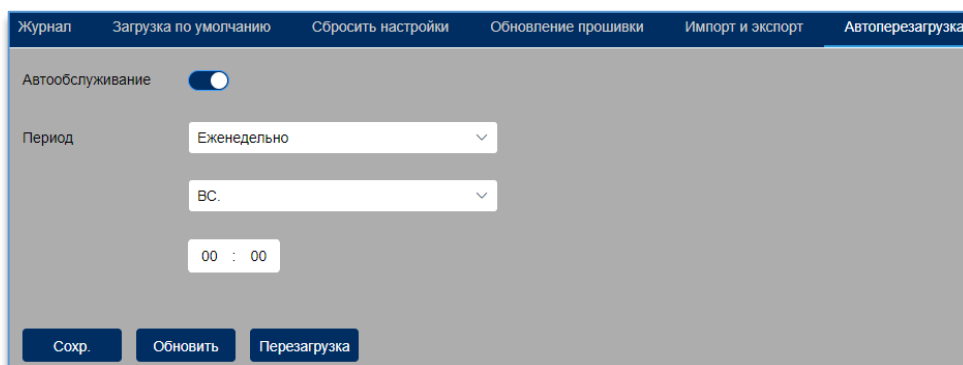 Журнал Загрузка по умолчанию Сбросить настройки Обновление прошивки Импорт и экспорт Автоперезагрузка
Автообслуживание
Период Еженедельно
ВС.
00 : 00
Сохр. Обновить Перезагрузка